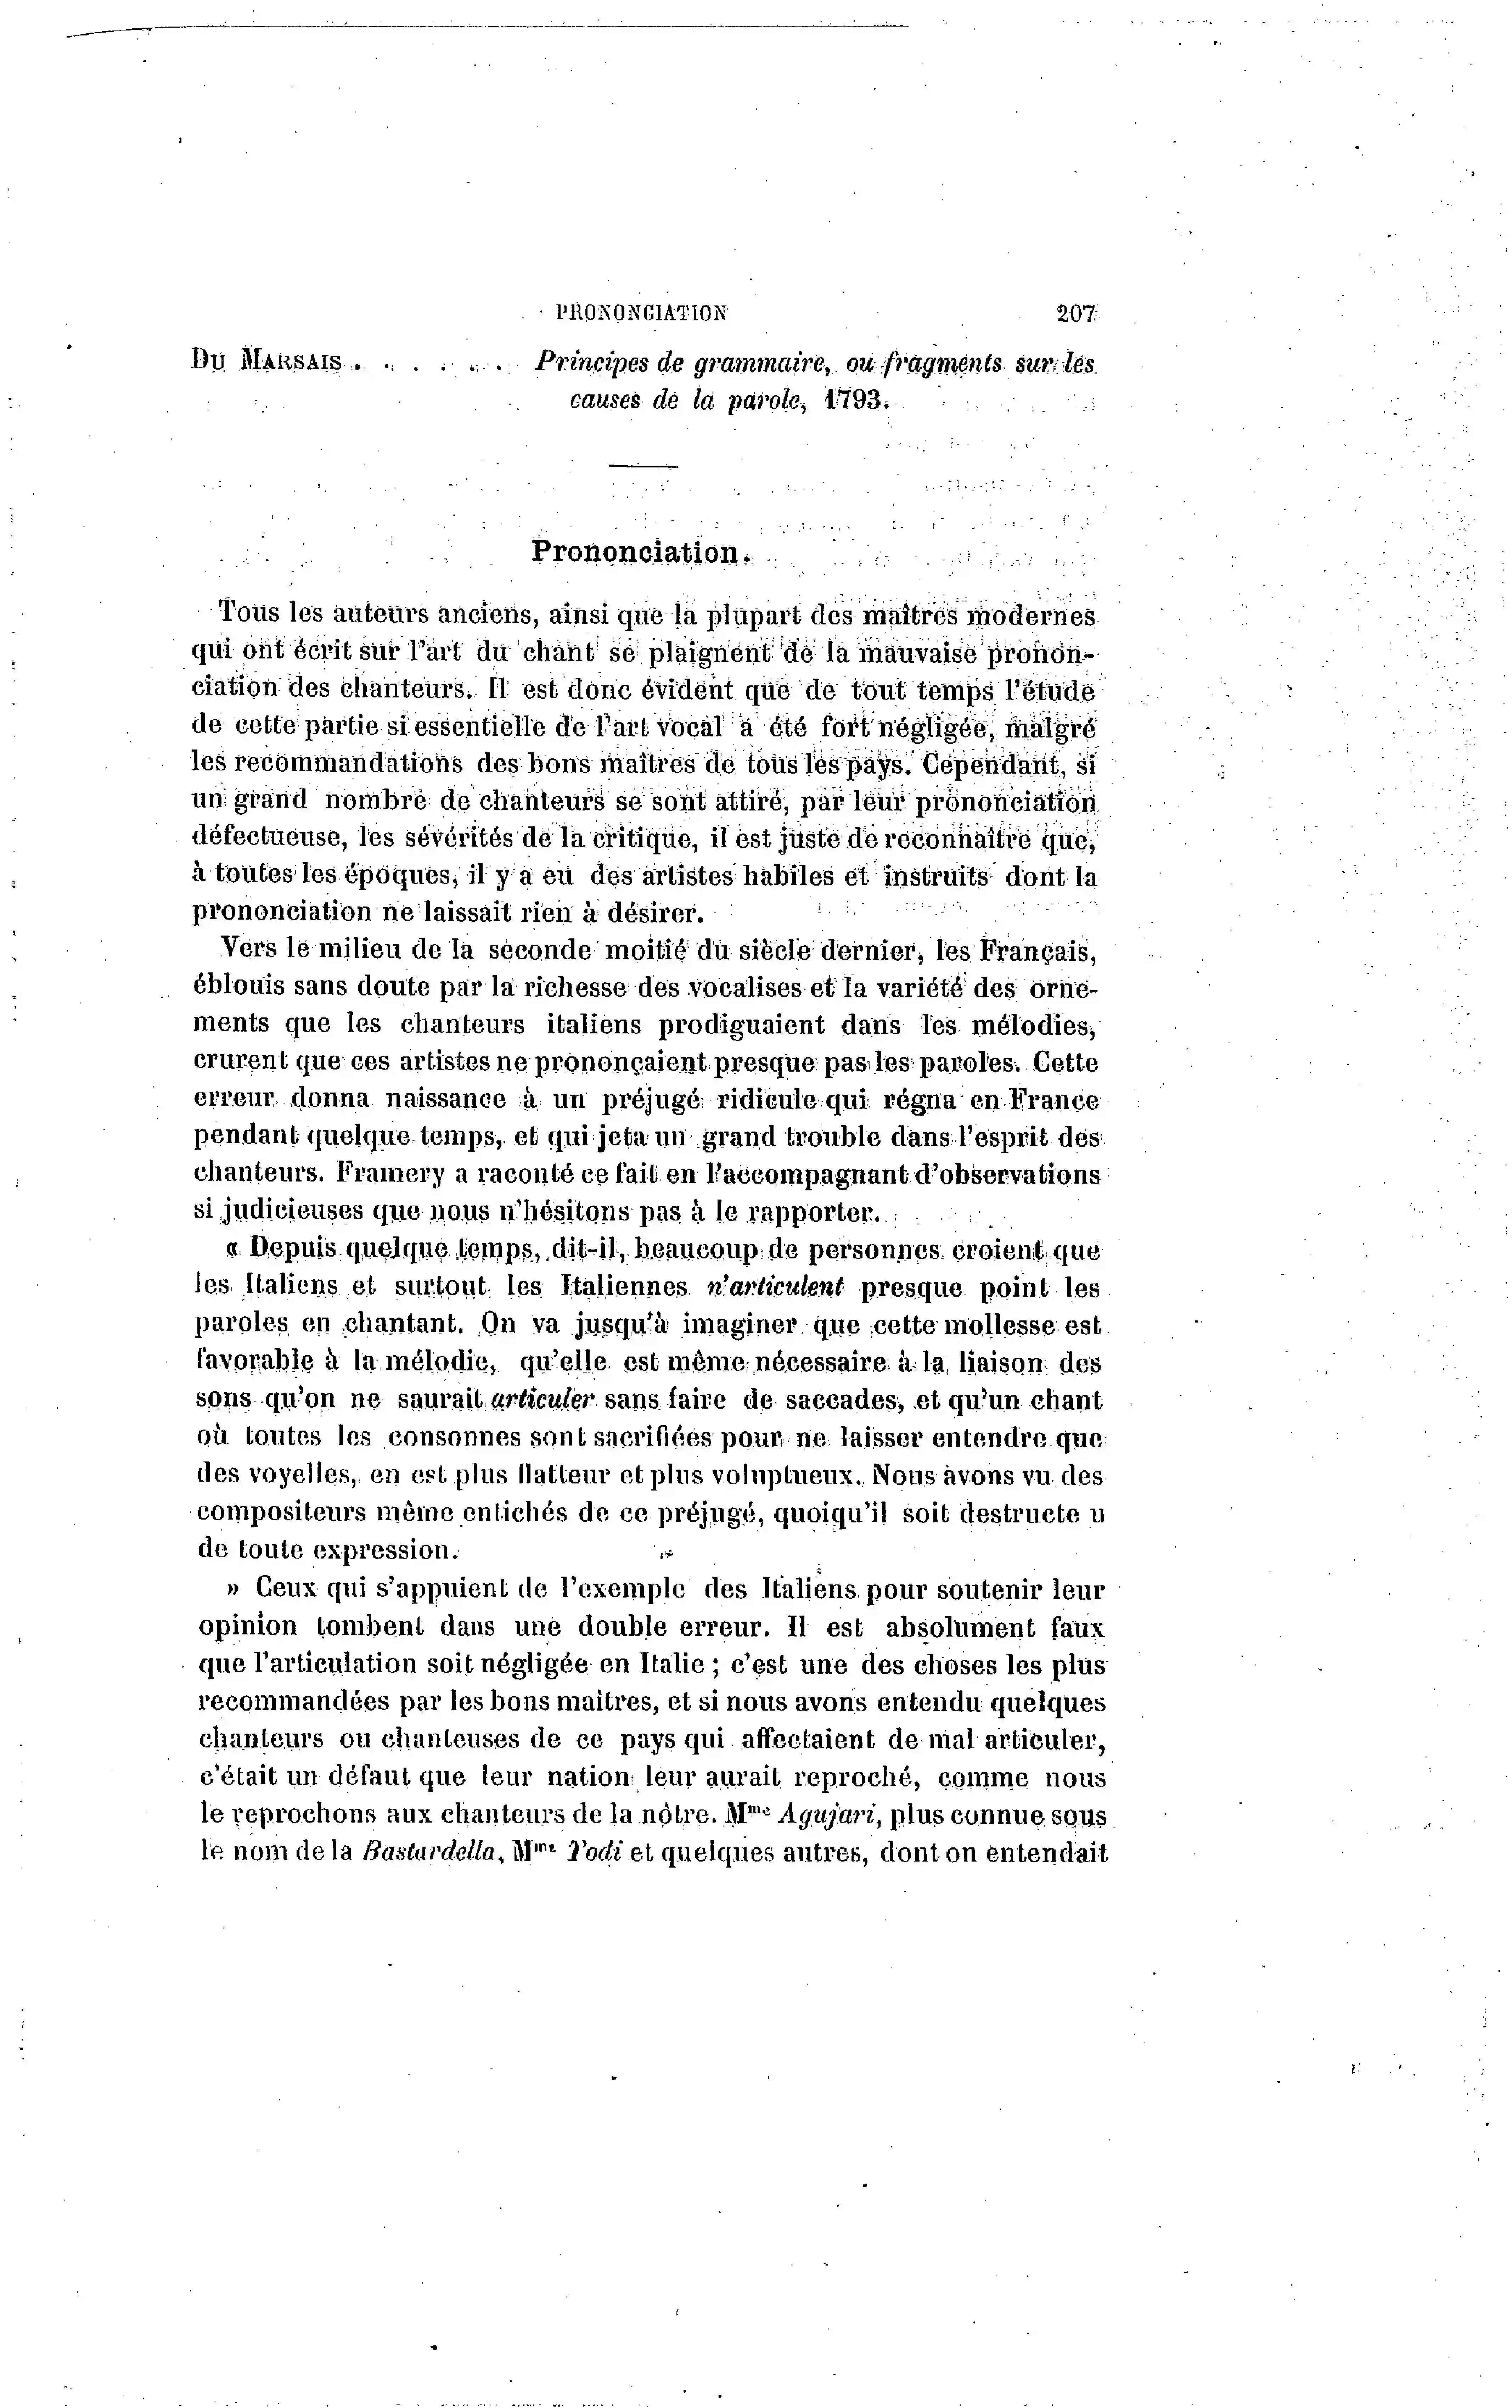 PRONONCIATION 207
DU MARSAIS . . . . . . . Principes de grammaire, ou fragments sur les
causes de la parole, 1793.
Prononciation.
Tous les auteurs anciens, ainsi que la plupart des maîtres modernes
qui ont écrit sur l'art du chant se plaignent de la mauvaise pronon-
ciation des chanteurs. Il est donc évident que de tout temps l'étude
de cette partie si essentielle de l'art vocal a été fort négligée, malgré
les recommandations des bons maîtres de tous les pays. Cependant, si
un grand nombre de chanteurs se sont attiré, par leur prononciation
défectueuse, les sévérités de la critique, il est juste de reconnaître que,
à toutes les époques, il y a eu des artistes habiles et instruits dont la
prononciation ne laissait rien à désirer.
Vers le milieu de la seconde moitié du siècle dernier, les Français,
éblouis sans doute par la richesse des vocalises et la variété des orne-
ments que les chanteurs italiens prodiguaient dans les mélodies,
crurent que ces artistes ne prononçaient presque pas les paroles. Cette
erreur donna naissance à un préjugé ridicule qui régna en France
pendant quelque temps, et qui jeta un grand trouble dans l'esprit des
chanteurs. Framery a raconté ce fait en l'accompagnant d'observations
si judicieuses que nous n'hésitons pas à le rapporter.
« Depuis quelque temps, dit-il, beaucoup de personnes croient que
les Italiens et surtout les Italiennes n'articulent presque point les
paroles en chantant. On va jusqu'à imaginer que cette mollesse est
favorable à la mélodie, qu'elle est même nécessaire à la liaison des
sons qu'on ne saurait articuler sans faire de saccades, et qu'un chant
où toutes les consonnes sont sacrifiées pour ne laisser entendre que
des voyelles, en est plus flatteur et plus voluptueux. Nous avons vu des
compositeurs même entichés de ce préjugé, quoiqu'il soit destructe u
de toute expression.
» Ceux qui s'appuient de l'exemple des Italiens pour soutenir leur
opinion tombent dans une double erreur. Il est absolument faux
que l'articulation soit négligée en Italie ; c'est une des choses les plus
recommandées par les bons maitres, et si nous avons entendu quelques
chanteurs ou chanteuses de ce pays qui affectaient de mal articuler,
c'était un défaut que leur nation leur aurait reproché, comme nous
le reprochons aux chanteurs de la nôtre. Mme Agujari, plus connue sous
le nom de la Bastardella, Mme Todi et quelques autres, dont on entendait